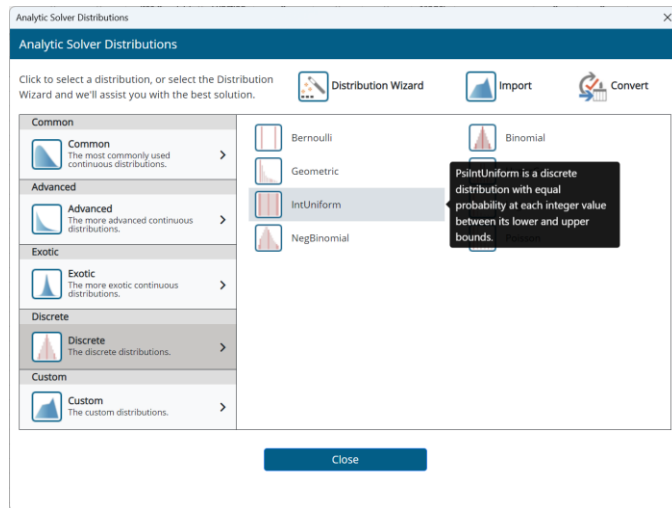 Analytic Solver Distributions
Analytic Solver Distributions
Click to select a distribution, or select the Distribution
Wizard and we'll assist you with the best solution.
Distribution Wizard
Import
Convert
Common
Common
The most commonly used
continuous distributions.
Advanced
Advanced
The more advanced continuous
distributions.
Exotic
Exotic
The more exotic continuous
distributions.
Discrete
Discrete
The discrete distributions.
Custom
Custom
The custom distributions.
Bernoulli
Binomial
Geometric
IntUniform
NegBinomial
PsiIntUniform is a discrete
distribution with equal
probability at each integer value
between its lower and upper
bounds.
Close